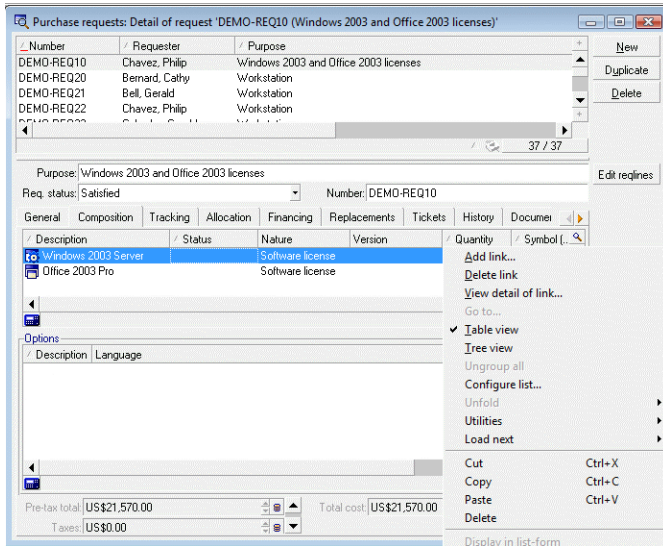 Purchase requests: Detail of request 'DEMO-REQ10 (Windows 2003 and Office 2003 licenses)'
Number Requester Purpose
DEMO-REQ10 Chavez, Philip Windows 2003 and Office 2003 licenses
DEMO-REQ20 Bernard, Cathy Workstation
DEMO-REQ21 Bell, Gerald Workstation
DEMO-REQ22 Chavez, Philip Workstation
New
Duplicate
Delete
37 / 37
Purpose: Windows 2003 and Office 2003 licenses
Edit reqlines
Req. status: Satisfied Number: DEMO-REQ10
General Composition Tracking Allocation Financing Replacements Tickets History Documer
Description Status Nature Version Quantity Symbol (..
Windows 2003 Server Software license
Office 2003 Pro Software license
Options
Description Language
Add link...
Delete link
View detail of link...
Go to...
Table view
Tree view
Ungroup all
Configure list...
Unfold
Utilities
Load next
Cut Ctrl+X
Copy Ctrl+C
Paste Ctrl+V
Delete
Display in list-form
Pre-tax total: US$21,570.00 Total cost: US$21,570.00
Taxes: US$0.00